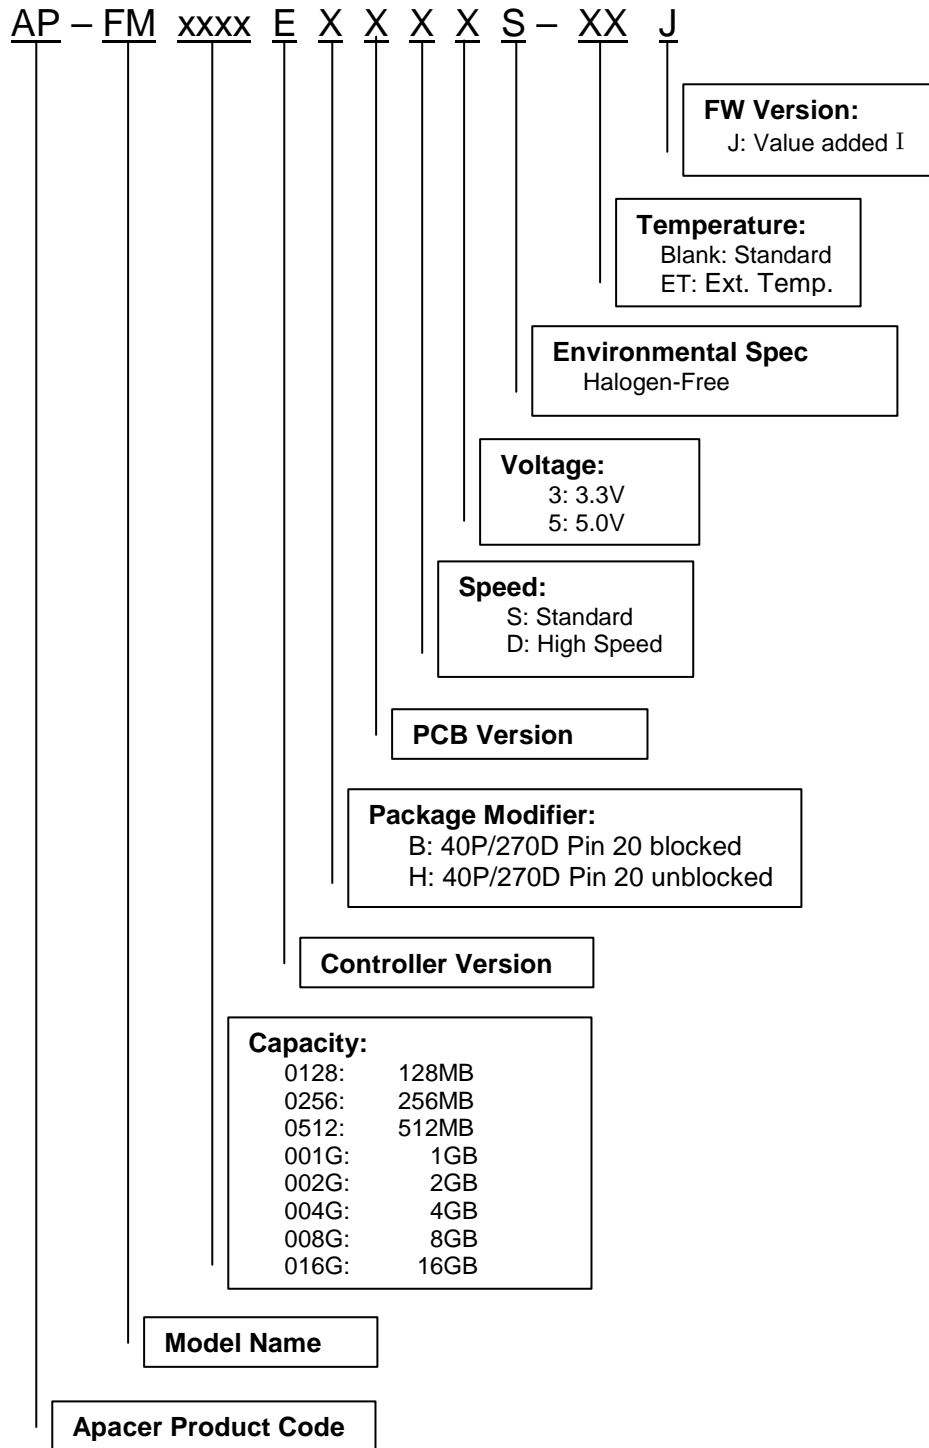 AP – FM xxxx E X X X X S – XX J
FW Version:
J: Value added I
Temperature:
Blank: Standard
ET: Ext. Temp.
Environmental Spec
Halogen-Free
Voltage:
3: 3.3V
5: 5.0V
Speed:
S: Standard
D: High Speed
PCB Version
Package Modifier:
B: 40P/270D Pin 20 blocked
H: 40P/270D Pin 20 unblocked
Controller Version
Capacity:
0128: 128MB
0256: 256MB
0512: 512MB
001G: 1GB
002G: 2GB
004G: 4GB
008G: 8GB
016G: 16GB
Model Name
Apacer Product Code